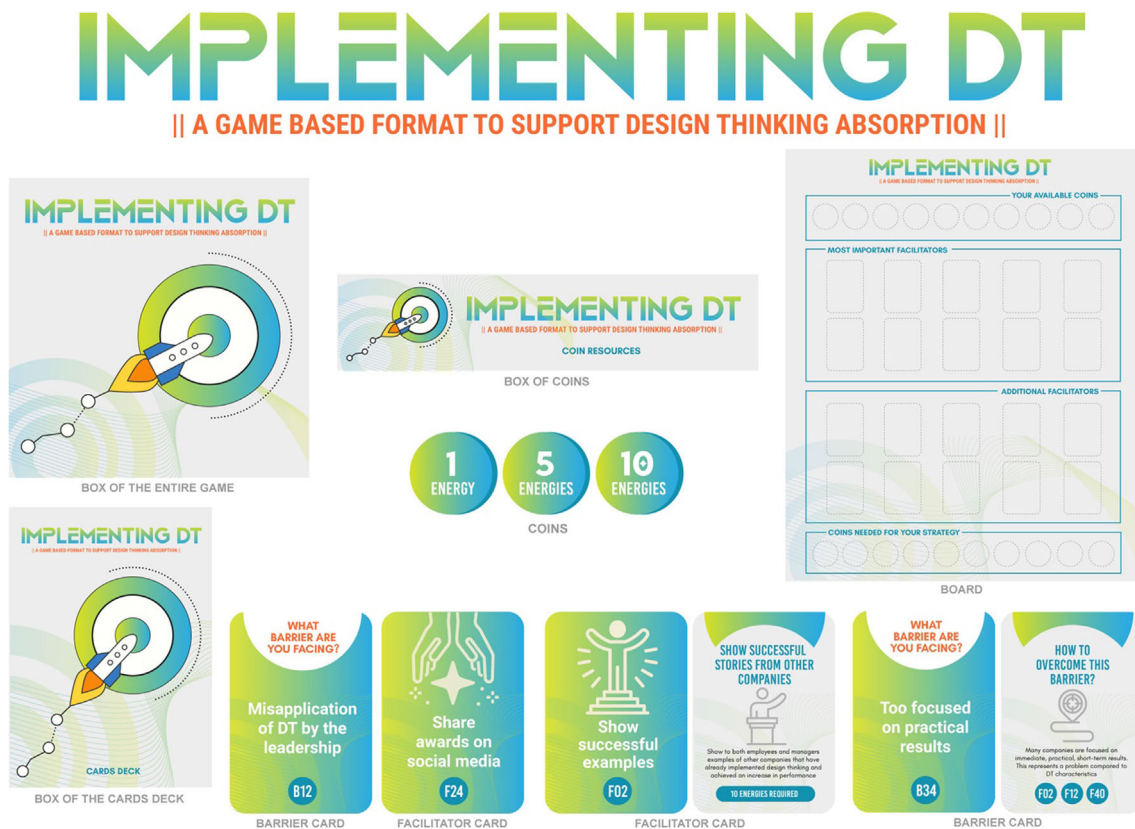 IMPLEMENTING DT
|| A GAME BASED FORMAT TO SUPPORT DESIGN THINKING ABSORPTION ||
IMPLEMENTING DT
|| A GAME BASED FORMAT TO SUPPORT DESIGN THINKING ABSORPTION ||
BOX OF THE ENTIRE GAME
IMPLEMENTING DT
|| A GAME BASED FORMAT TO SUPPORT DESIGN THINKING ABSORPTION ||
COIN RESOURCES
BOX OF COINS
1
ENERGY
5
ENERGIES
10
ENERGIES
COINS
IMPLEMENTING DT
|| A GAME BASED FORMAT TO SUPPORT DESIGN THINKING ABSORPTION ||
YOUR AVAILABLE COINS
MOST IMPORTANT FACILITATORS
ADDITIONAL FACILITATORS
COINS NEEDED FOR YOUR STRATEGY
BOARD
IMPLEMENTING DT
|| A GAME BASED FORMAT TO SUPPORT DESIGN THINKING ABSORPTION ||
CARDS DECK
BOX OF THE CARDS DECK
WHAT
BARRIER ARE
YOU FACING?
Misapplication
of DT by the
leadership
B12
BARRIER CARD
Share
awards on
social media
F24
FACILITATOR CARD
Show
successful
examples
F02
SHOW SUCCESSFUL
STORIES FROM OTHER
COMPANIES
Show to both employees and managers
examples of other companies that have
already implemented design thinking and
achieved an increase in performance
10 ENERGIES REQUIRED
FACILITATOR CARD
WHAT
BARRIER ARE
YOU FACING?
Too focused
on practical
results
B34
HOW TO
OVERCOME THIS
BARRIER?
Many companies are focused on
immediate, practical, short-term results.
This represents a problem compared to
DT characteristics
F02 F12 F40
BARRIER CARD